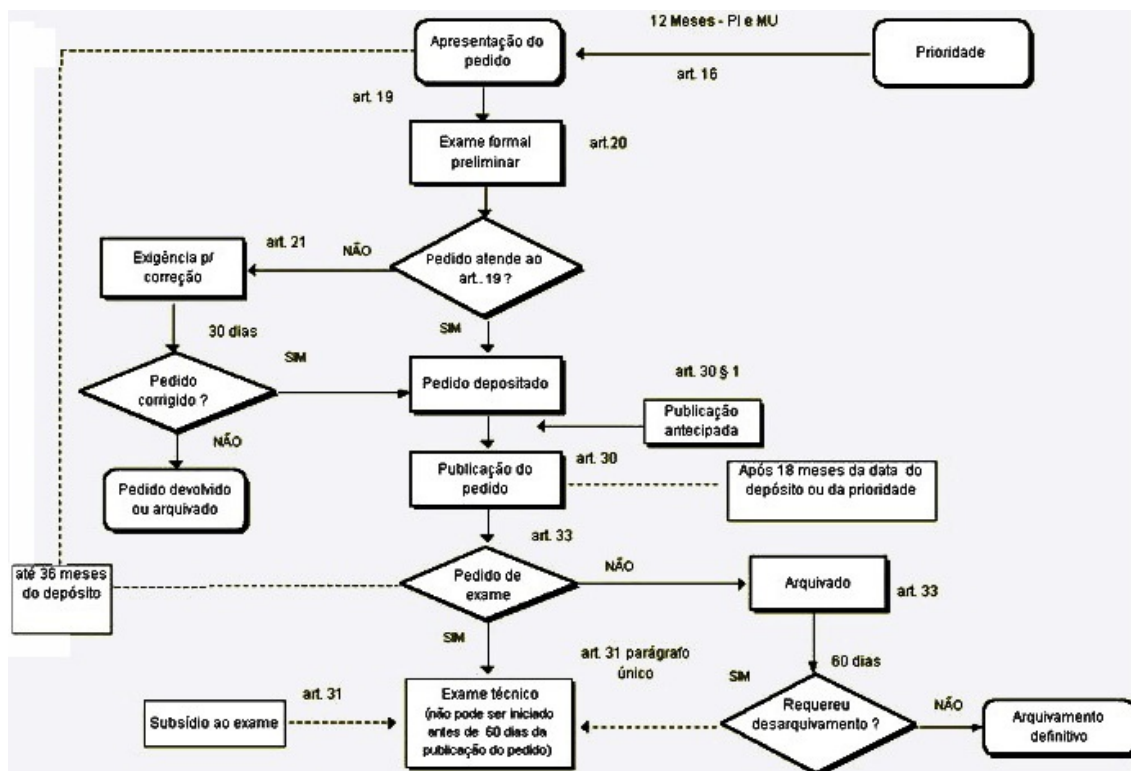 12 Meses - PI e MU
Apresentação do
pedido
Prioridade
art. 16
art. 19
Exame formal
preliminar
art.20
art. 21
NÃO
Exigência p/
correção
Pedido atende ao
art..19 ?
30 dias
SIM
SIM
Pedido
corrigido ?
Pedido depositado
art. 30 § 1
Publicação
antecipada
NÃO
Pedido devolvido
ou arquivado
Publicação do
pedido
art. 30
Após 18 meses da data do
depósito ou da prioridade
art. 33
até 36 meses
do depósito
Pedido de
exame
NÃO
Arquivado
art. 33
SIM
art. 31 parágrafo
único
60 dias
SIM
Subsídio ao exame
art. 31
Exame técnico
(não pode ser iniciado
antes de 60 dias da
publicação do pedido)
Requereu
desarquivamento ?
NÃO
Arquivamento
definitivo